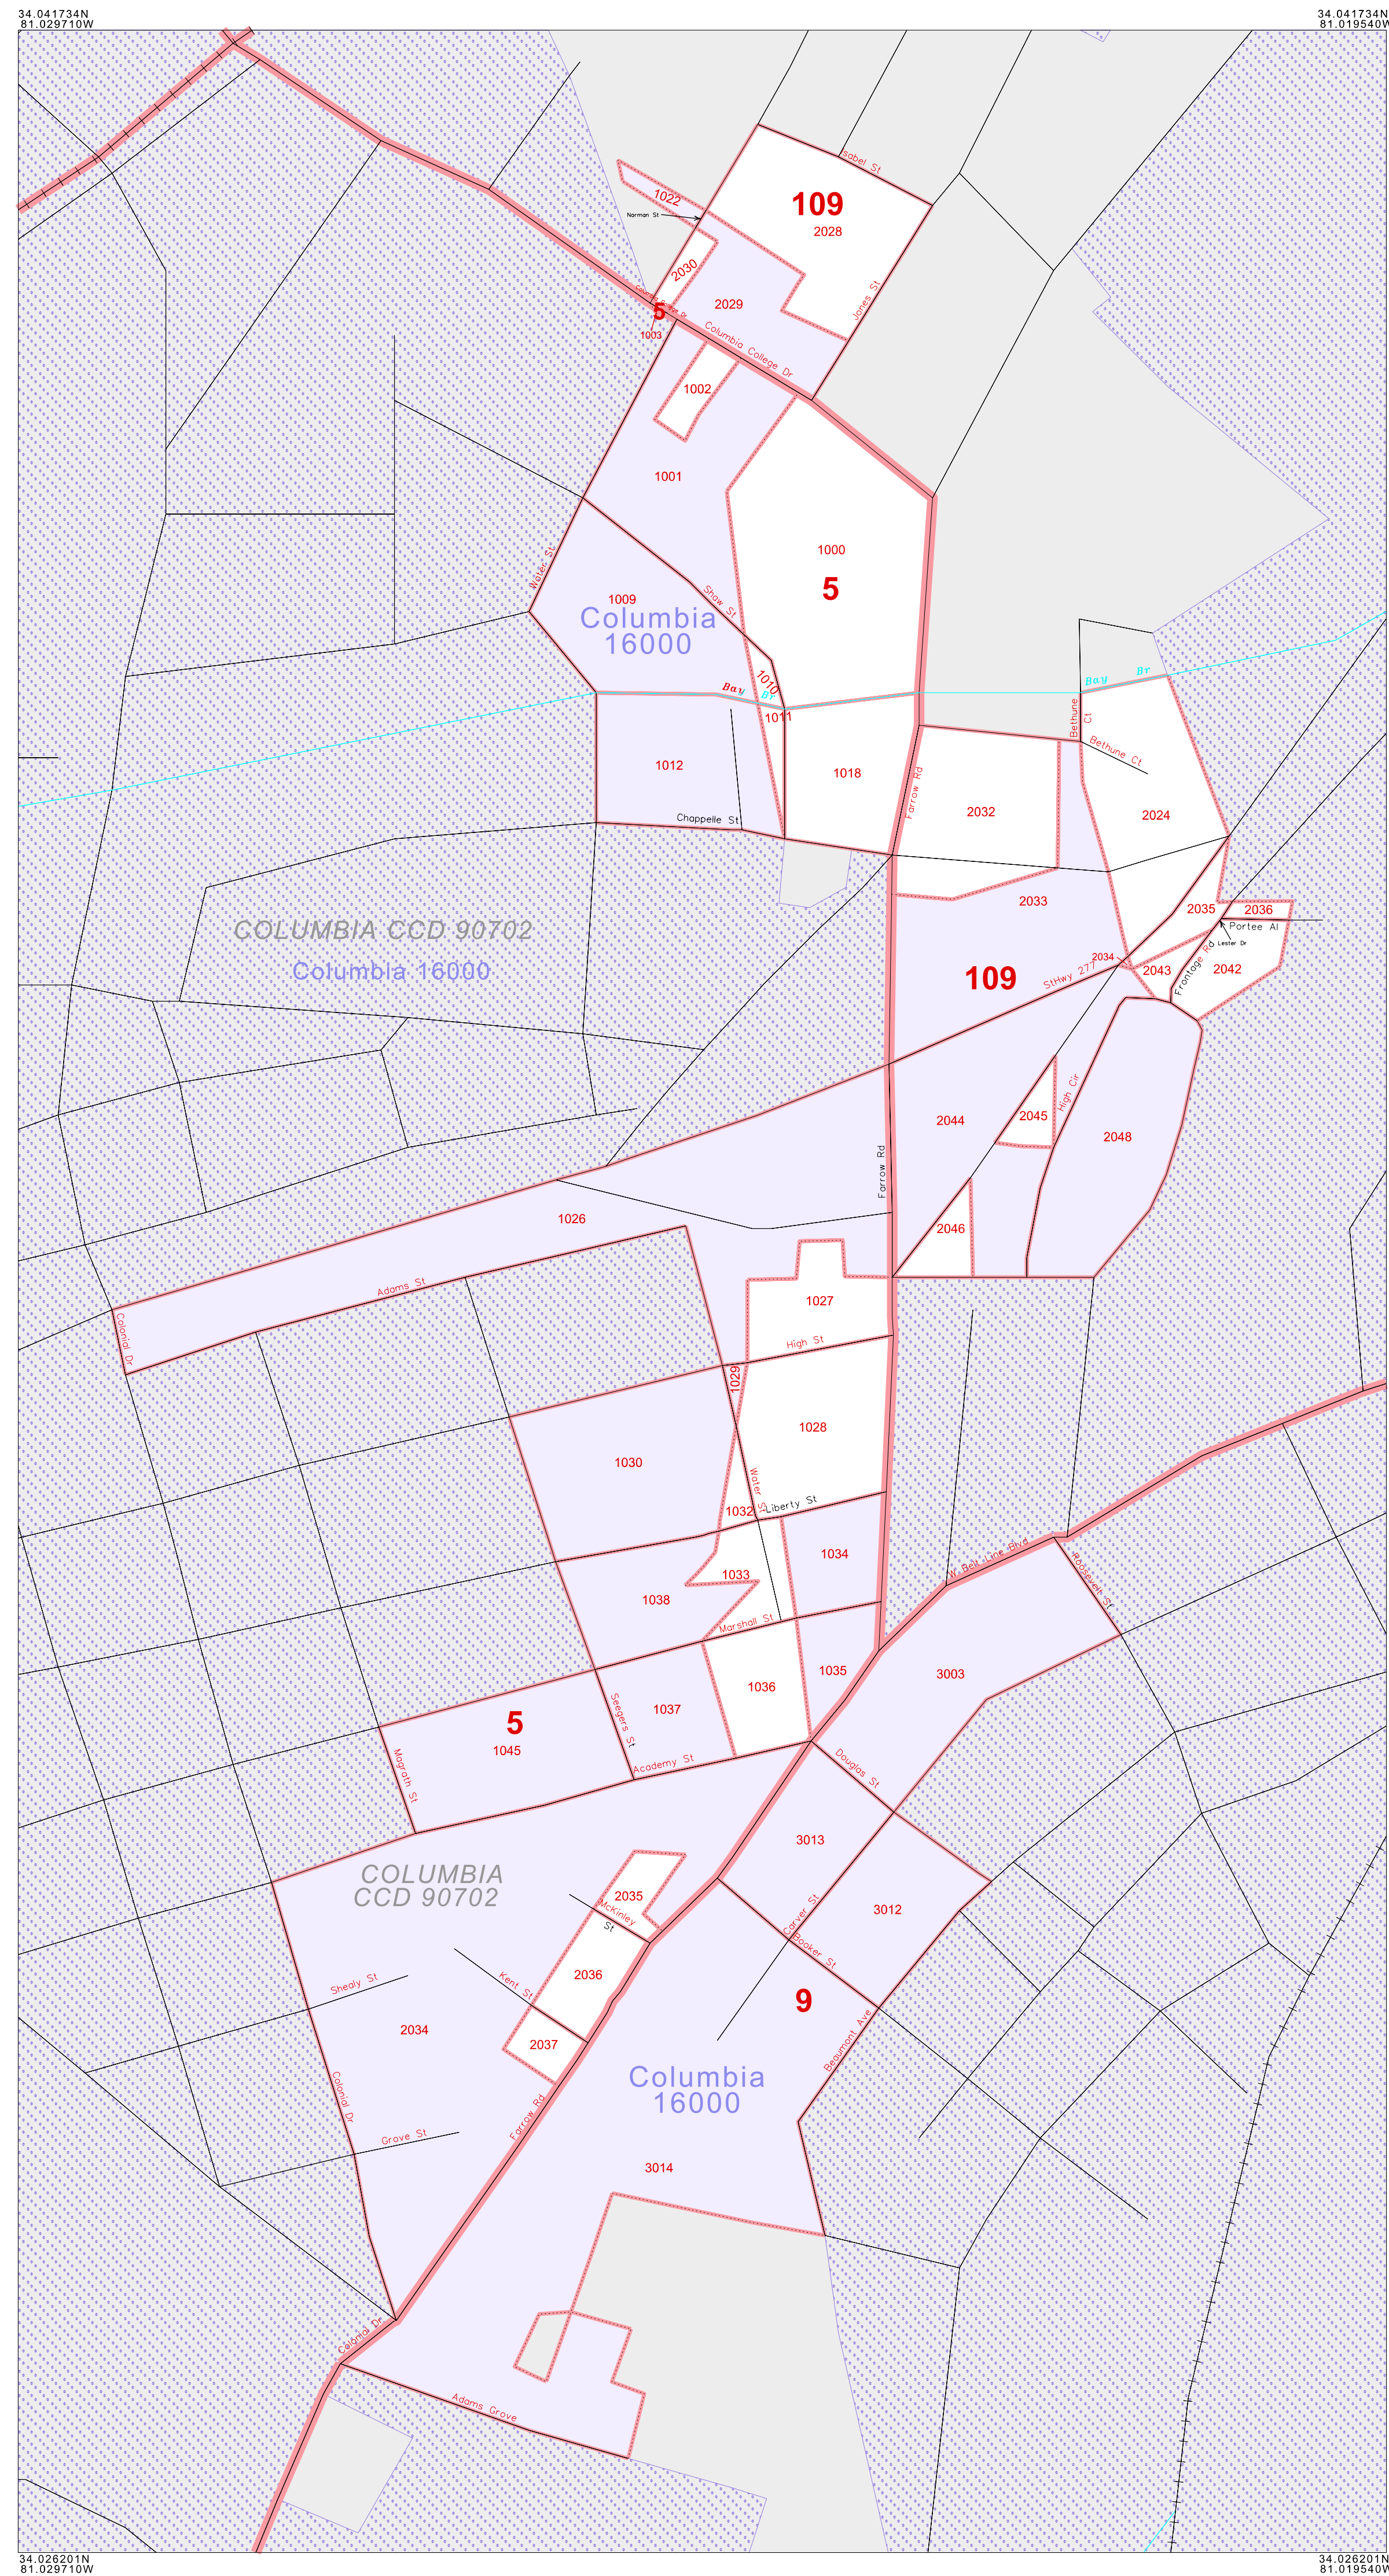 34.041734N
81.029710W
34.041734N
81.019540W
Isabel St
1022
109
2028
Norman St
2030
Jones St
2029
5
1003
Columbia College Dr
1002
1001
1000
5
Water St
1009
Shaw St
Columbia
16000
1010
Bay Br
Bay Br
1011
Bethune
Ct
Bethune Ct
1012
1018
Farrow Rd
2032
2024
Chappelle St
2033
2035
2036
Portee Al
Lester Dr
COLUMBIA CCD 90702
Columbia 16000
109
StHwy 277
2034
2043
Frontage Rd
2042
High Cir
2044
2045
2048
Farrow Rd
1026
2046
Adams St
Colonial Dr
1027
High St
1029
1028
1030
Water St
1032
Liberty St
1034
1033
1038
Marshall St
W. Belt Line Blvd
Roosevelt St
1035
3003
1036
1037
Seegers St
5
1045
Magrath St
Academy St
Douglas St
3013
COLUMBIA
CCD 90702
2035
McKinley
St
Carver St
3012
Booker St
2036
Kent St
9
Shealy St
2034
2037
Beaumont Ave
Columbia
16000
Colonial Dr
Farrow Rd
Grove St
3014
Colonial Dr
Adams Grove
34.026201N
81.029710W
34.026201N
81.019540W